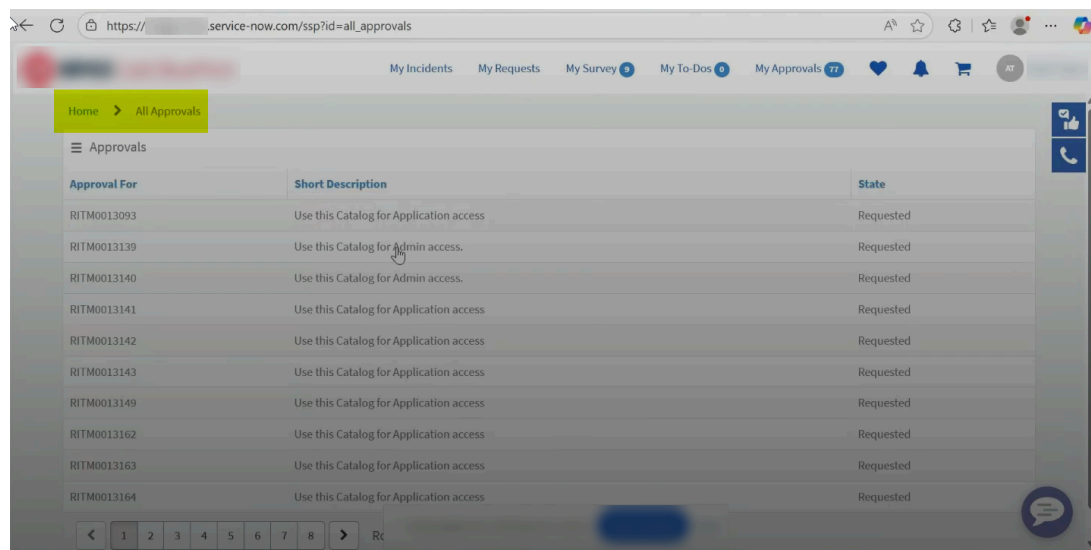 https:// .service-now.com/ssp?id=all_approvals
My Incidents My Requests My Survey 9 My To-Dos 0 My Approvals 77 AT
Home > All Approvals
Approvals
Approval For Short Description State
RITM0013093 Use this Catalog for Application access Requested
RITM0013139 Use this Catalog for Admin access. Requested
RITM0013140 Use this Catalog for Admin access. Requested
RITM0013141 Use this Catalog for Application access Requested
RITM0013142 Use this Catalog for Application access Requested
RITM0013143 Use this Catalog for Application access Requested
RITM0013149 Use this Catalog for Application access Requested
RITM0013162 Use this Catalog for Application access Requested
RITM0013163 Use this Catalog for Application access Requested
RITM0013164 Use this Catalog for Application access Requested
1 2 3 4 5 6 7 8